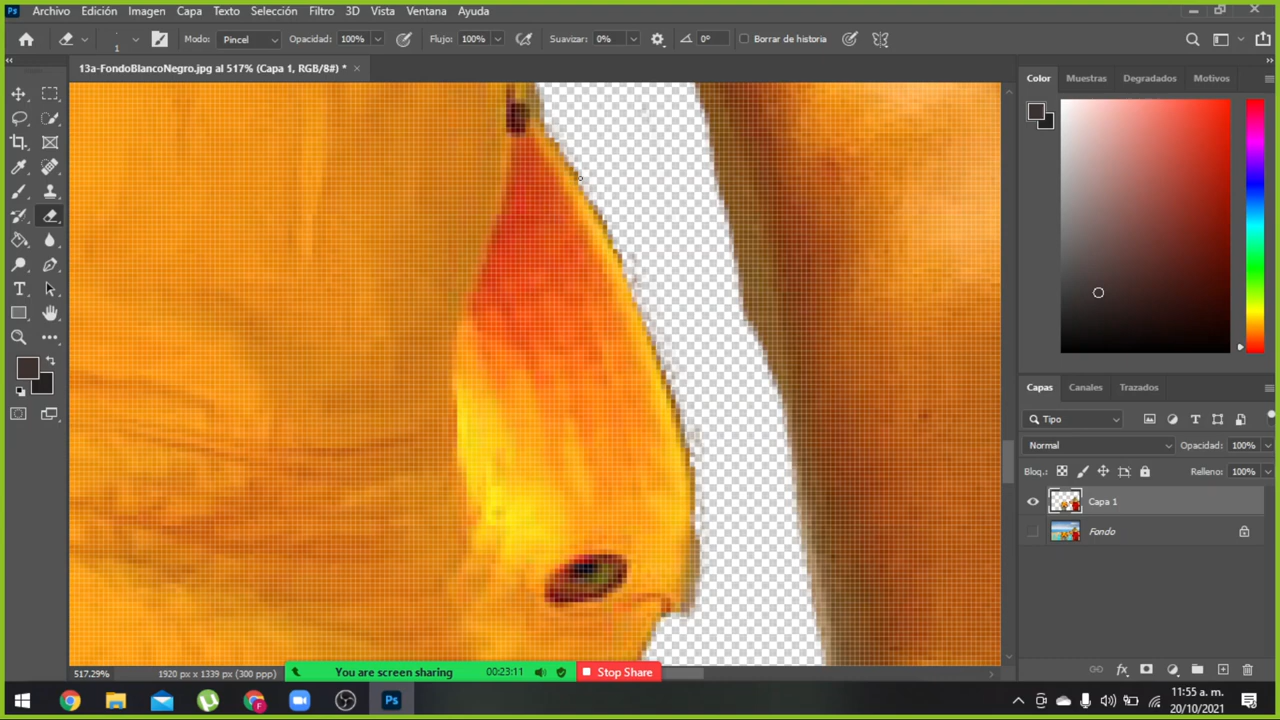 Ps Archivo Edición Imagen Capa Texto Selección Filtro 3D Vista Ventana Ayuda
1 Modo: Pincel Opacidad: 100% Flujo: 100% Suavizar: 0% 0° Borrar de historia
13a-FondoBlancoNegro.jpg al 517% (Capa 1, RGB/8#) * ×
Color Muestras Degradados Motivos
Capas Canales Trazados
Tipo
Normal Opacidad: 100%
Bloq.: Relleno: 100%
Capa 1
Fondo
517.29% 1920 px x 1339 px (300 ppp) You are screen sharing 00:23:11 Stop Share
11:55 a. m.
20/10/2021